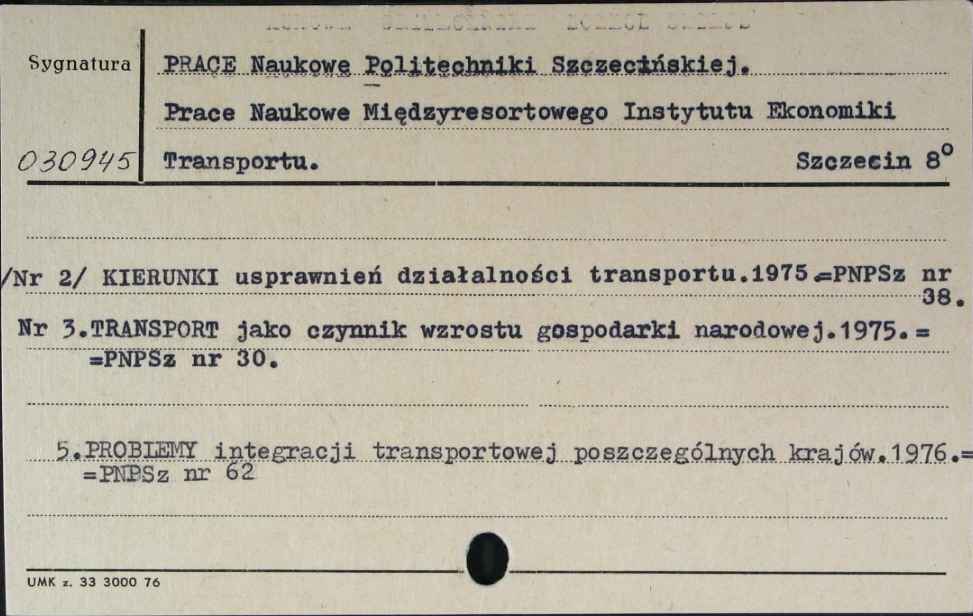 Sygnatura
PRACE Naukowe Politechniki Szczecińskiej.
Prace Naukowe Międzyresortowego Instytutu Ekonomiki
030945 Transportu. Szczecin 8º
/Nr 2/ KIERUNKI usprawnień działalności transportu.1975.=PNPSz nr
38.
Nr 3.TRANSPORT jako czynnik wzrostu gospodarki narodowej.1975.=
=PNPSz nr 30.
5.PROBLEMY integracji transportowej poszczególnych krajów.1976.=
=PNPSz nr 62
UMK z. 33 3000 76